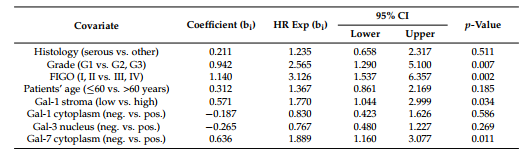 Covariate Coefficient (bi) HR Exp (bi) 95% CI p-Value
Lower Upper
Histology (serous vs. other) 0.211 1.235 0.658 2.317 0.511
Grade (G1 vs. G2, G3) 0.942 2.565 1.290 5.100 0.007
FIGO (I, II vs. III, IV) 1.140 3.126 1.537 6.357 0.002
Patients' age (≤60 vs. >60 years) 0.312 1.367 0.861 2.169 0.185
Gal-1 stroma (low vs. high) 0.571 1.770 1.044 2.999 0.034
Gal-1 cytoplasm (neg. vs. pos.) −0.187 0.830 0.423 1.626 0.586
Gal-3 nucleus (neg. vs. pos.) −0.265 0.767 0.480 1.227 0.269
Gal-7 cytoplasm (neg. vs. pos.) 0.636 1.889 1.160 3.077 0.011